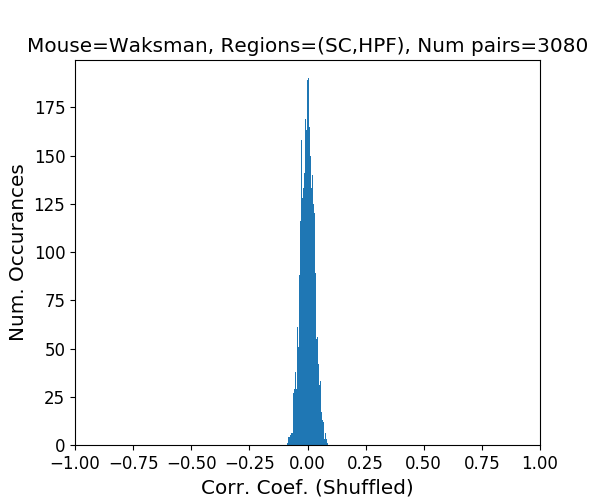 Mouse=Waksman, Regions=(SC,HPF), Num pairs=3080
Num. Occurances
175
150
125
100
75
50
25
0
−1.00 −0.75 −0.50 −0.25 0.00 0.25 0.50 0.75 1.00
Corr. Coef. (Shuffled)